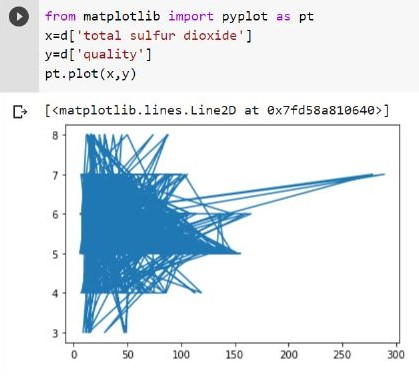 from matplotlib import pyplot as pt
x=d['total sulfur dioxide']
y=d['quality']
pt.plot(x,y)
[<matplotlib.lines.Line2D at 0x7fd58a810640>]
8
7
6
5
4
3
0 50 100 150 200 250 300